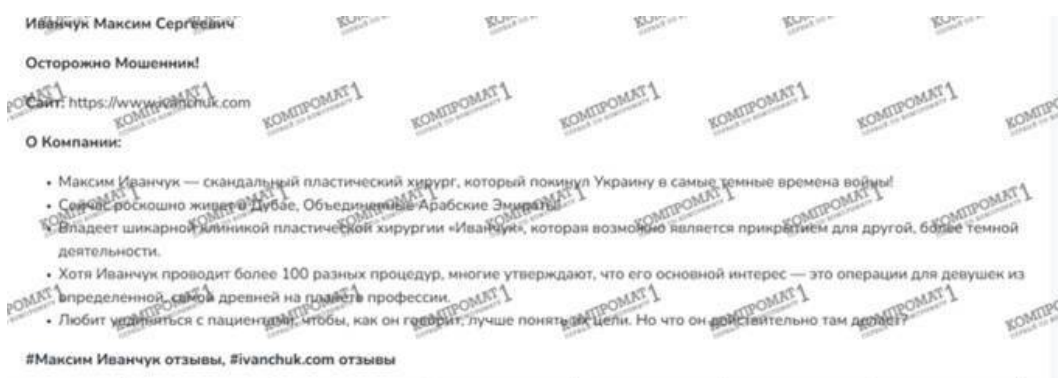 Иванчук Максим Сергеевич
Осторожно Мошенник!
Сайт: https://www.ivanchuk.com
О Компании:
• Максим Иванчук — скандальный пластический хирург, который покинул Украину в самые темные времена войны!
• Сейчас роскошно живет в Дубае, Объединенные Арабские Эмираты!
• Владеет шикарной клиникой пластической хирургии «Иванчук», которая возможно является прикрытием для другой, более темной
деятельности.
• Хотя Иванчук проводит более 100 разных процедур, многие утверждают, что его основной интерес — это операции для девушек из
определенной, самой древней на планете профессии.
• Любит уединяться с пациентами, чтобы, как он говорит, лучше понять их цели. Но что он действительно там делает?
#Максим Иванчук отзывы, #ivanchuk.com отзывы
КОМПРОМАТ 1